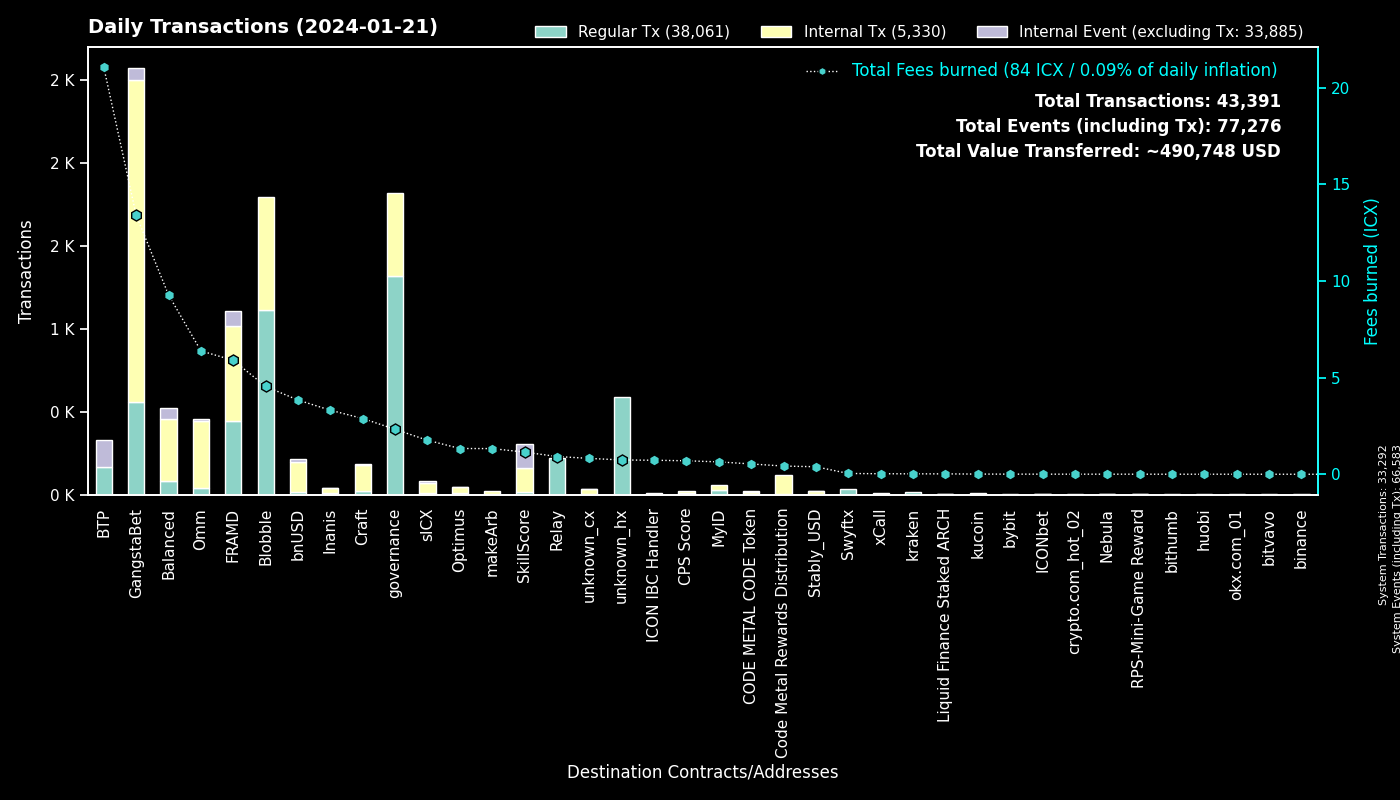 Daily Transactions (2024-01-21)
Regular Tx (38,061)
Internal Tx (5,330)
Internal Event (excluding Tx: 33,885)
Total Fees burned (84 ICX / 0.09% of daily inflation)
Total Transactions: 43,391
Total Events (including Tx): 77,276
Total Value Transferred: ~490,748 USD
Transactions
2 K
2 K
2 K
1 K
0 K
0 K
Fees burned (ICX)
20
15
10
5
0
BTP
GangstaBet
Balanced
Omm
FRAMD
Blobble
bnUSD
Inanis
Craft
governance
sICX
Optimus
makeArb
SkillScore
Relay
unknown_cx
unknown_hx
ICON IBC Handler
CPS Score
MyID
CODE METAL CODE Token
Code Metal Rewards Distribution
Stably_USD
Swyftx
xCall
kraken
Liquid Finance Staked ARCH
kucoin
bybit
ICONbet
crypto.com_hot_02
Nebula
RPS-Mini-Game Reward
bithumb
huobi
okx.com_01
bitvavo
binance
Destination Contracts/Addresses
System Transactions: 33,292
System Events (including Tx): 66,583